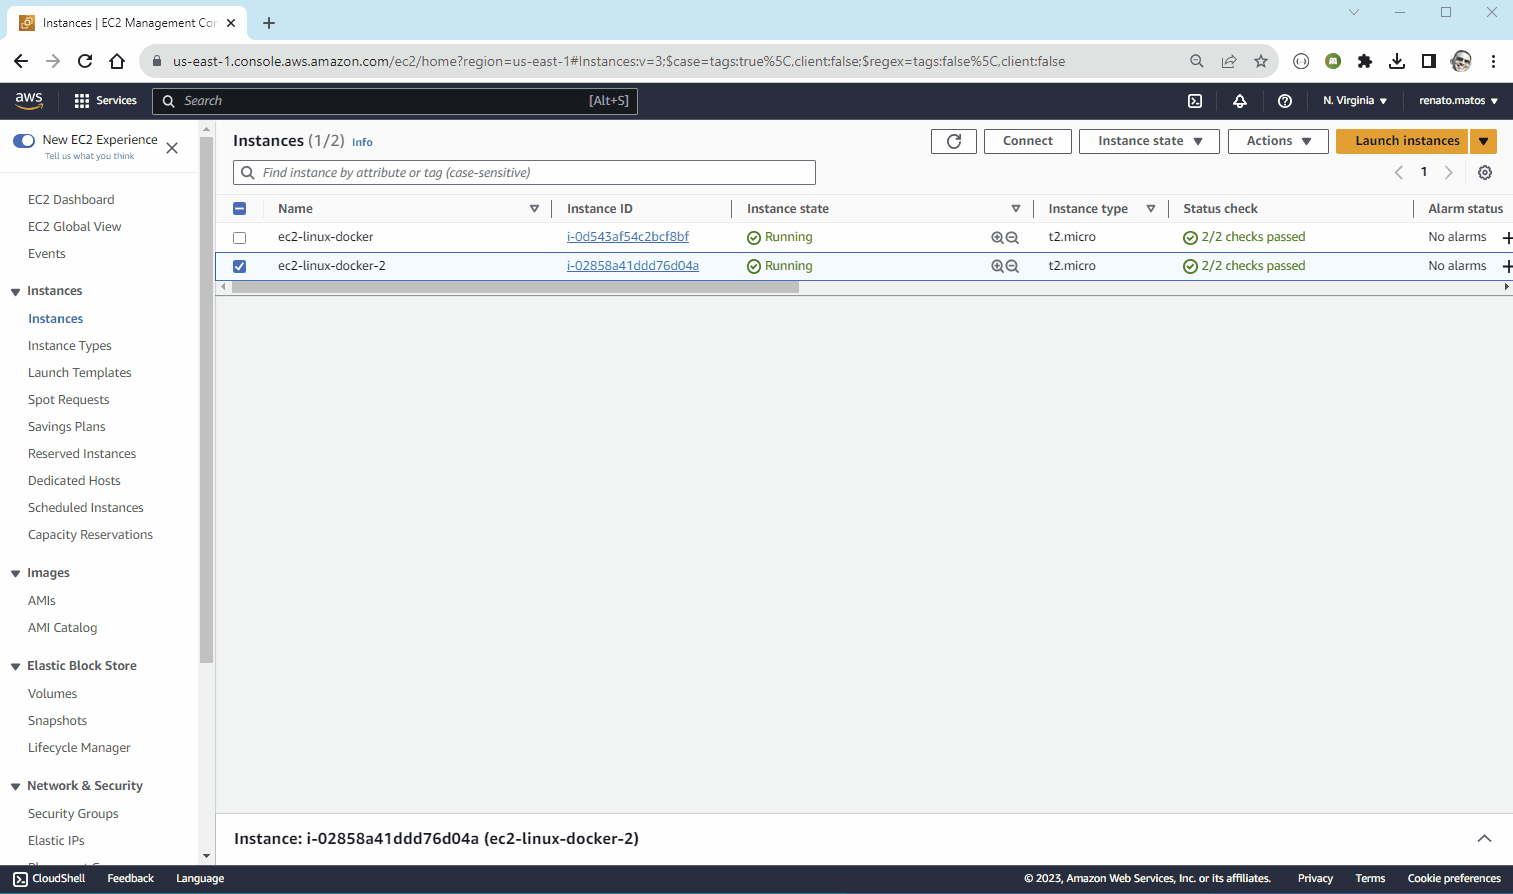 Instances | EC2 Management Con
us-east-1.console.aws.amazon.com/ec2/home?region=us-east-1#Instances:v=3;$case=tags:true%5C,client:false;$regex=tags:false%5C,client:false
aws Services Search [Alt+S] N. Virginia renato.matos
New EC2 Experience
Tell us what you think
EC2 Dashboard
EC2 Global View
Events
Instances
Instances
Instance Types
Launch Templates
Spot Requests
Savings Plans
Reserved Instances
Dedicated Hosts
Scheduled Instances
Capacity Reservations
Images
AMIs
AMI Catalog
Elastic Block Store
Volumes
Snapshots
Lifecycle Manager
Network & Security
Security Groups
Elastic IPs
Instances (1/2) Info Connect Instance state Actions Launch instances
Find instance by attribute or tag (case-sensitive) 1
Name Instance ID Instance state Instance type Status check Alarm status
ec2-linux-docker i-0d543af54c2bcf8bf Running t2.micro 2/2 checks passed No alarms +
ec2-linux-docker-2 i-02858a41ddd76d04a Running t2.micro 2/2 checks passed No alarms +
Instance: i-02858a41ddd76d04a (ec2-linux-docker-2)
CloudShell Feedback Language © 2023, Amazon Web Services, Inc. or its affiliates. Privacy Terms Cookie preferences